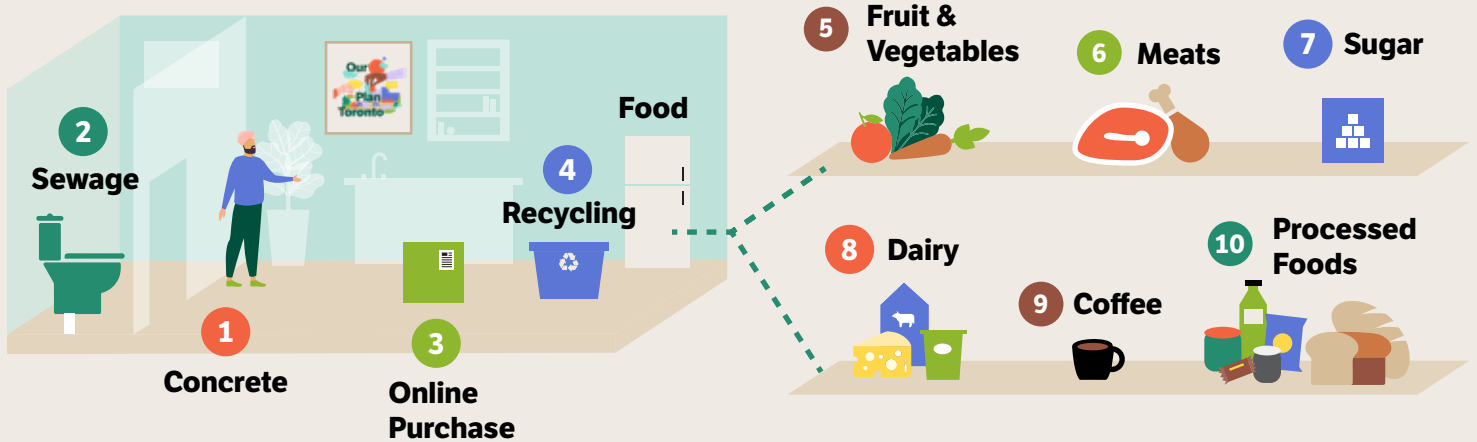 2
Sewage
Our
Plan
Toronto
1
Concrete
3
Online
Purchase
4
Recycling
Food
5
Fruit &
Vegetables
6
Meats
7
Sugar
8
Dairy
9
Coffee
10
Processed
Foods